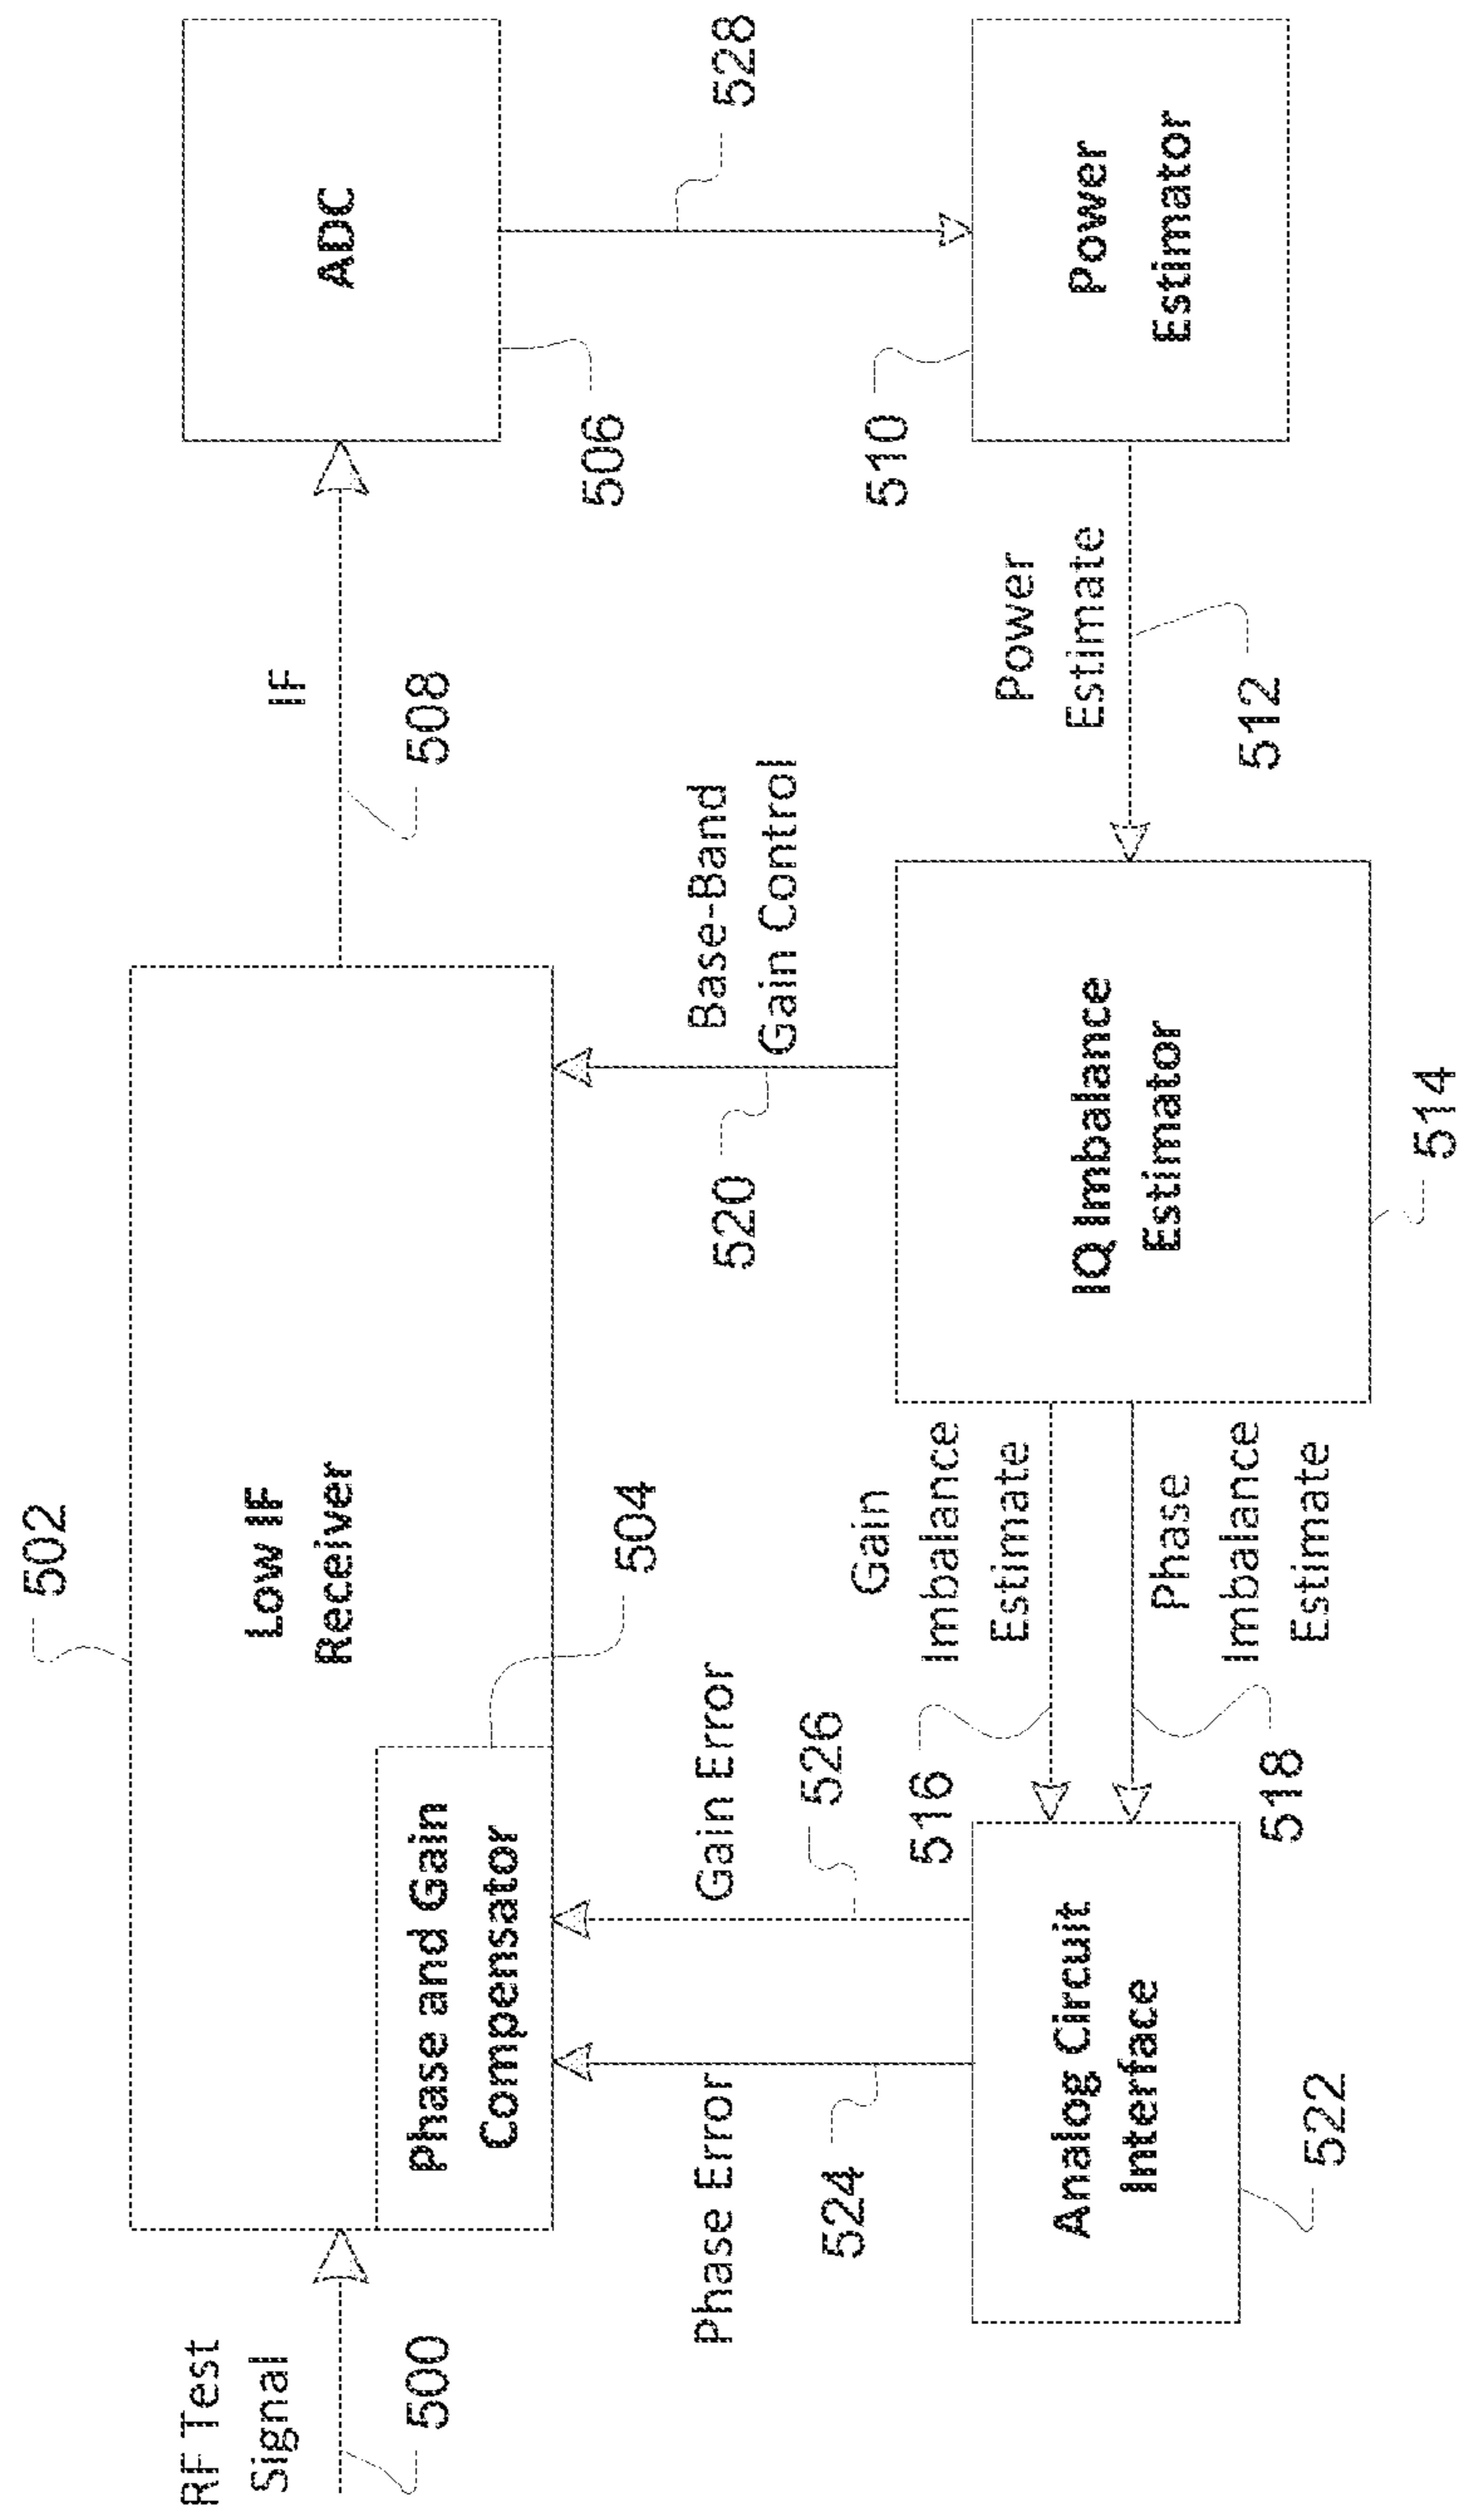 RF Test
Signal
500
502
Low IF
Receiver
Phase and Gain
Compensator
504
IF
508
ADC
506
528
Phase Error
524
Gain Error
526
520
Base-Band
Gain Control
Analog Circuit
Interface
522
Gain
Imbalance
Estimate
516
Phase
Imbalance
Estimate
518
IQ Imbalance
Estimator
514
Power
Estimate
512
510
Power
Estimator